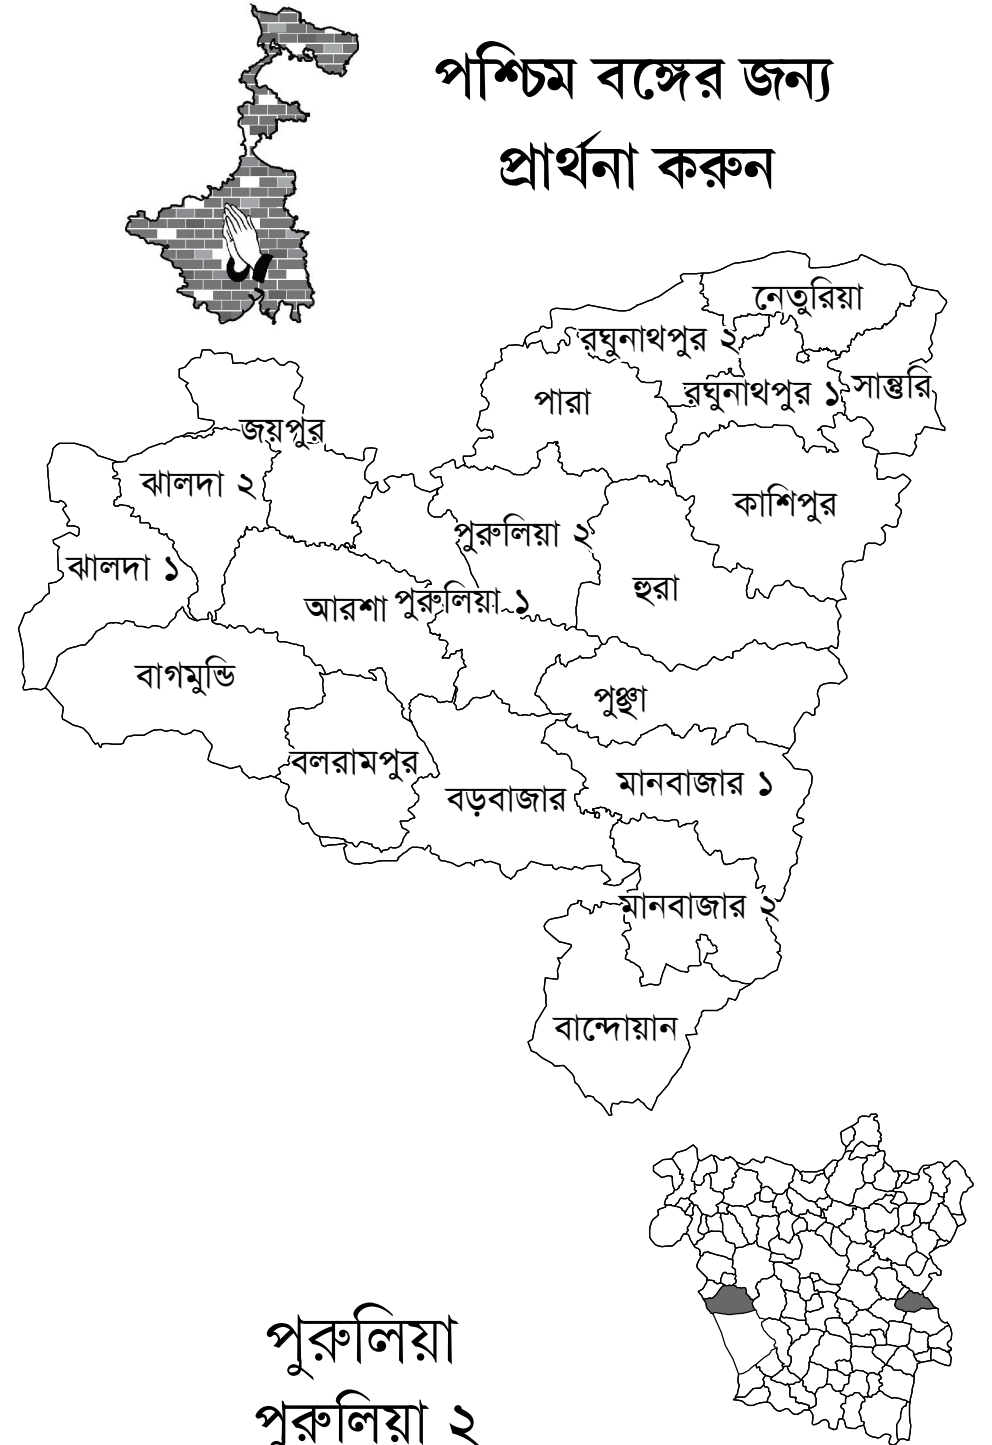 পশ্চিম বঙ্গের জন্য
প্রার্থনা করুন
নেতুরিয়া
রঘুনাথপুর ২
রঘুনাথপুর ১
সান্তুরি
পারা
জয়পুর
ঝালদা ২
কাশিপুর
পুরুলিয়া ২
ঝালদা ১
হুরা
আরশা
পুরুলিয়া ১
বাগমুন্ডি
পুঞ্ছা
বলরামপুর
মানবাজার ১
বড়বাজার
মানবাজার ২
বান্দোয়ান
পুরুলিয়া
পুরুলিয়া ২